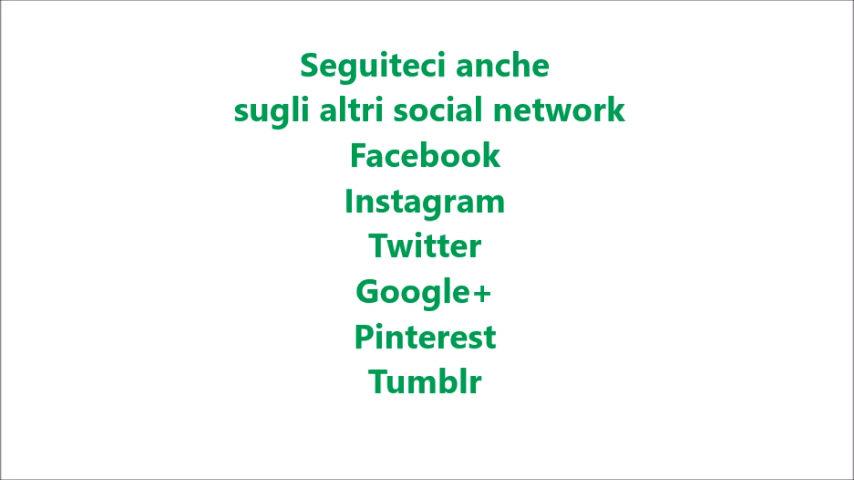 Seguiteci anche
sugli altri social network
Facebook
Instagram
Twitter
Google+
Pinterest
Tumblr